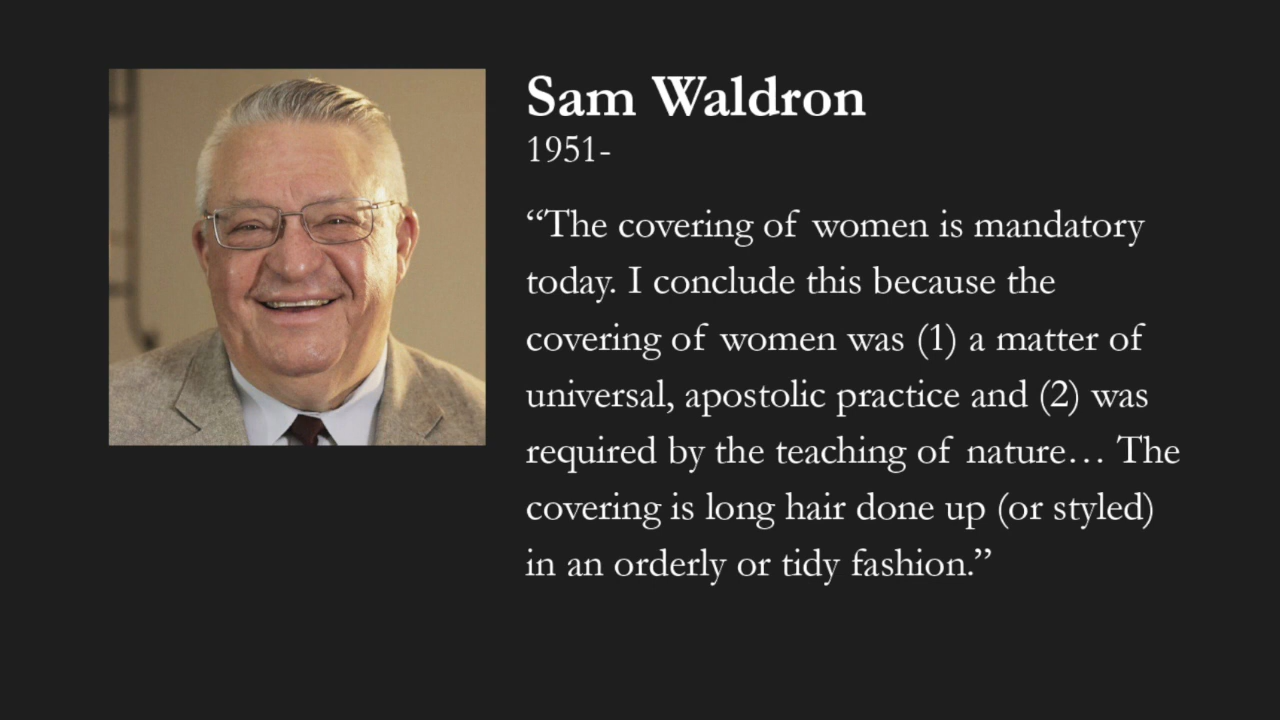 Sam Waldron
1951-
“The covering of women is mandatory
today. I conclude this because the
covering of women was (1) a matter of
universal, apostolic practice and (2) was
required by the teaching of nature… The
covering is long hair done up (or styled)
in an orderly or tidy fashion.”